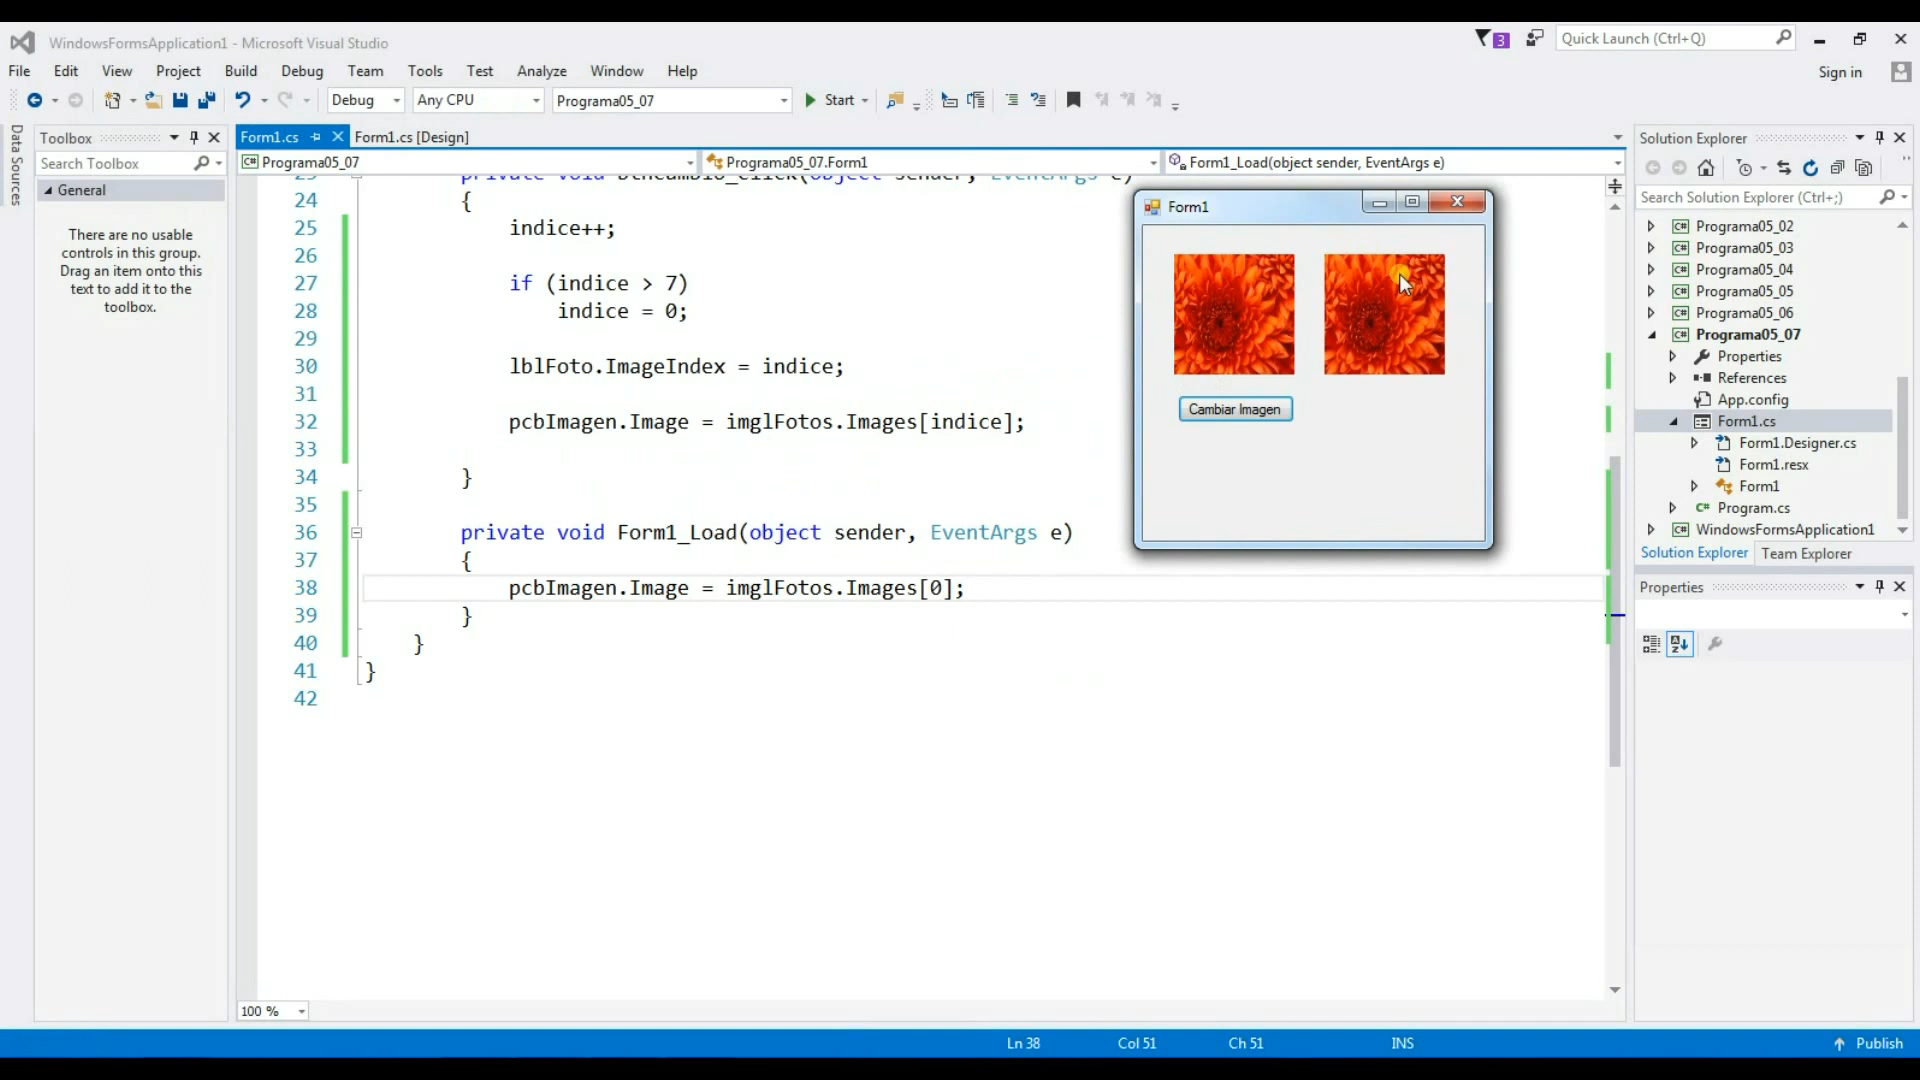 WindowsFormsApplication1 - Microsoft Visual Studio
3
Quick Launch (Ctrl+Q)
File Edit View Project Build Debug Team Tools Test Analyze Window Help
Sign in
Debug Any CPU Programa05_07 Start
Data Sources
Toolbox
Search Toolbox
General
There are no usable
controls in this group.
Drag an item onto this
text to add it to the
toolbox.
Form1.cs Form1.cs [Design]
Programa05_07 Programa05_07.Form1 Form1_Load(object sender, EventArgs e)
24 {
25 indice++;
26
27 if (indice > 7)
28 indice = 0;
29
30 lblFoto.ImageIndex = indice;
31
32 pcbImagen.Image = imglFotos.Images[indice];
33
34 }
35
36 private void Form1_Load(object sender, EventArgs e)
37 {
38 pcbImagen.Image = imglFotos.Images[0];
39 }
40 }
41 }
42
100 %
Form1
Cambiar Imagen
Solution Explorer
Search Solution Explorer (Ctrl+;)
C# Programa05_02
C# Programa05_03
C# Programa05_04
C# Programa05_05
C# Programa05_06
C# Programa05_07
Properties
References
App.config
Form1.cs
Form1.Designer.cs
Form1.resx
Form1
C# Program.cs
C# WindowsFormsApplication1
Solution Explorer Team Explorer
Properties
Ln 38 Col 51 Ch 51 INS Publish